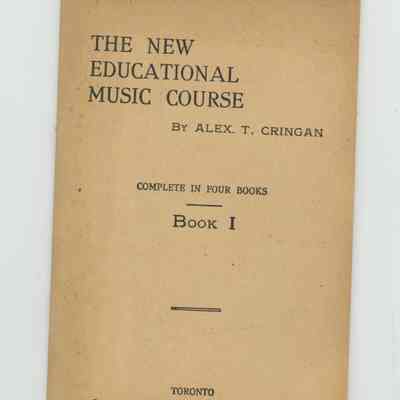 THE NEW
EDUCATIONAL
MUSIC COURSE
BY ALEX. T. CRINGAN
COMPLETE IN FOUR BOOKS
BOOK I
TORONTO